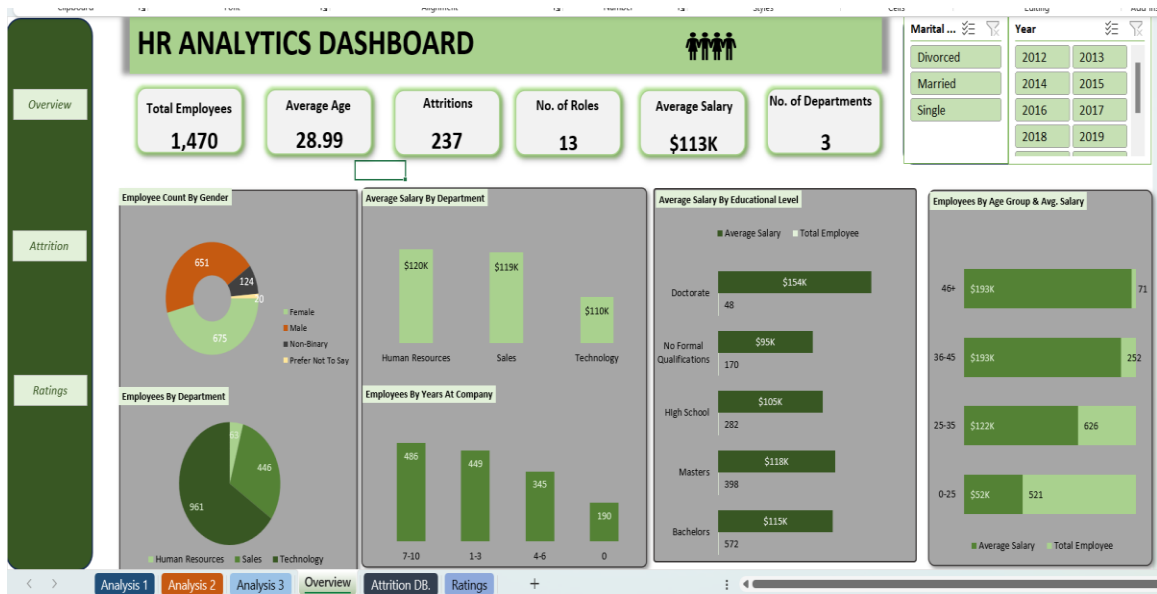 Clipboard
Font
Alignment
Number
Styles
Cells
Editing
HR ANALYTICS DASHBOARD
Marital ...
Divorced
Married
Single
Year
2012 2013
2014 2015
2016 2017
2018 2019
Overview
Attrition
Ratings
Total Employees
1,470
Average Age
28.99
Attritions
237
No. of Roles
13
Average Salary
$113K
No. of Departments
3
Employee Count By Gender
651
124
20
675
Female
Male
Non-Binary
Prefer Not To Say
Employees By Department
63
446
961
Human Resources Sales Technology
Average Salary By Department
$120K
$119K
$110K
Human Resources Sales Technology
Employees By Years At Company
486
449
345
190
7-10 1-3 4-6 0
Average Salary By Educational Level
Average Salary Total Employee
Doctorate
$154K
48
No Formal
Qualifications
$95K
170
High School
$105K
282
Masters
$118K
398
Bachelors
$115K
572
Employees By Age Group & Avg. Salary
46+ $193K 71
36-45 $193K 252
25-35 $122K 626
0-25 $52K 521
Average Salary Total Employee
Analysis 1 Analysis 2 Analysis 3 Overview Attrition DB. Ratings +